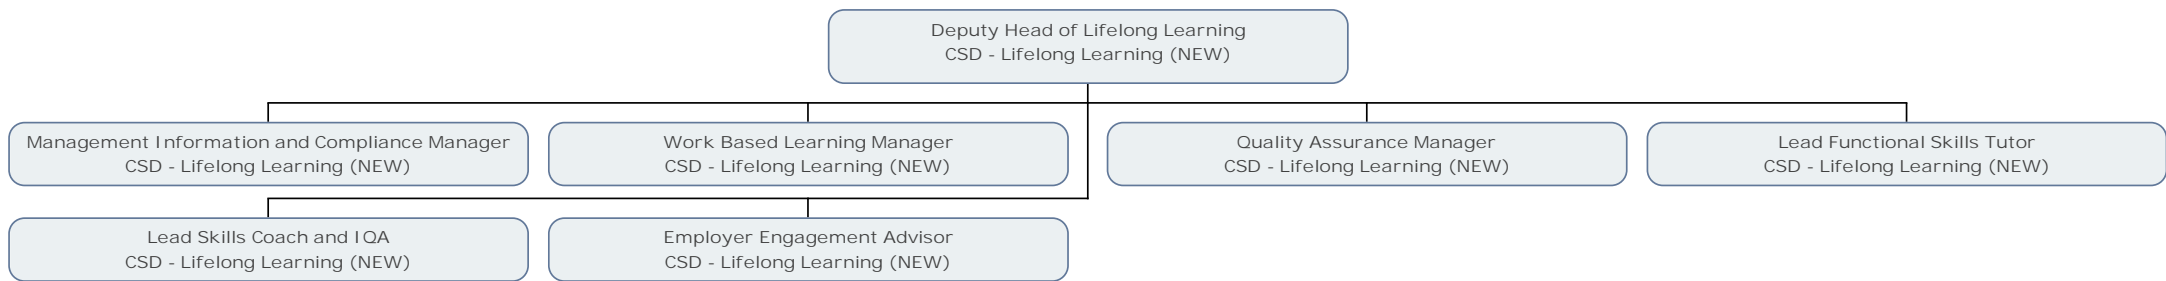 Deputy Head of Lifelong Learning
CSD - Lifelong Learning (NEW)
Management Information and Compliance Manager
CSD - Lifelong Learning (NEW)
Work Based Learning Manager
CSD - Lifelong Learning (NEW)
Quality Assurance Manager
CSD - Lifelong Learning (NEW)
Lead Functional Skills Tutor
CSD - Lifelong Learning (NEW)
Lead Skills Coach and IQA
CSD - Lifelong Learning (NEW)
Employer Engagement Advisor
CSD - Lifelong Learning (NEW)